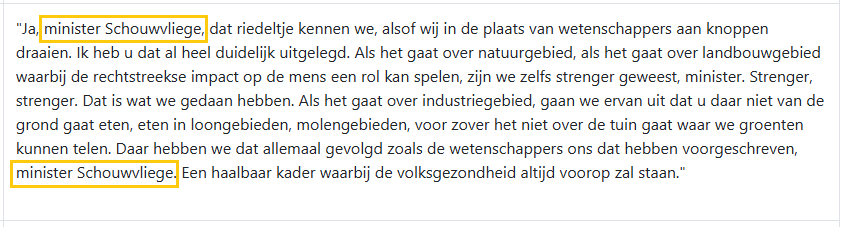 "Ja, minister Schouwvliege, dat riedeltje kennen we, alsof wij in de plaats van wetenschappers aan knoppen
draaien. Ik heb u dat al heel duidelijk uitgelegd. Als het gaat over natuurgebied, als het gaat over landbouwgebied
waarbij de rechtstreekse impact op de mens een rol kan spelen, zijn we zelfs strenger geweest, minister. Strenger,
strenger. Dat is wat we gedaan hebben. Als het gaat over industriegebied, gaan we ervan uit dat u daar niet van de
grond gaat eten, eten in loongebieden, molengebieden, voor zover het niet over de tuin gaat waar we groenten
kunnen telen. Daar hebben we dat allemaal gevolgd zoals de wetenschappers ons dat hebben voorgeschreven,
minister Schouwvliege. Een haalbaar kader waarbij de volksgezondheid altijd voorop zal staan."